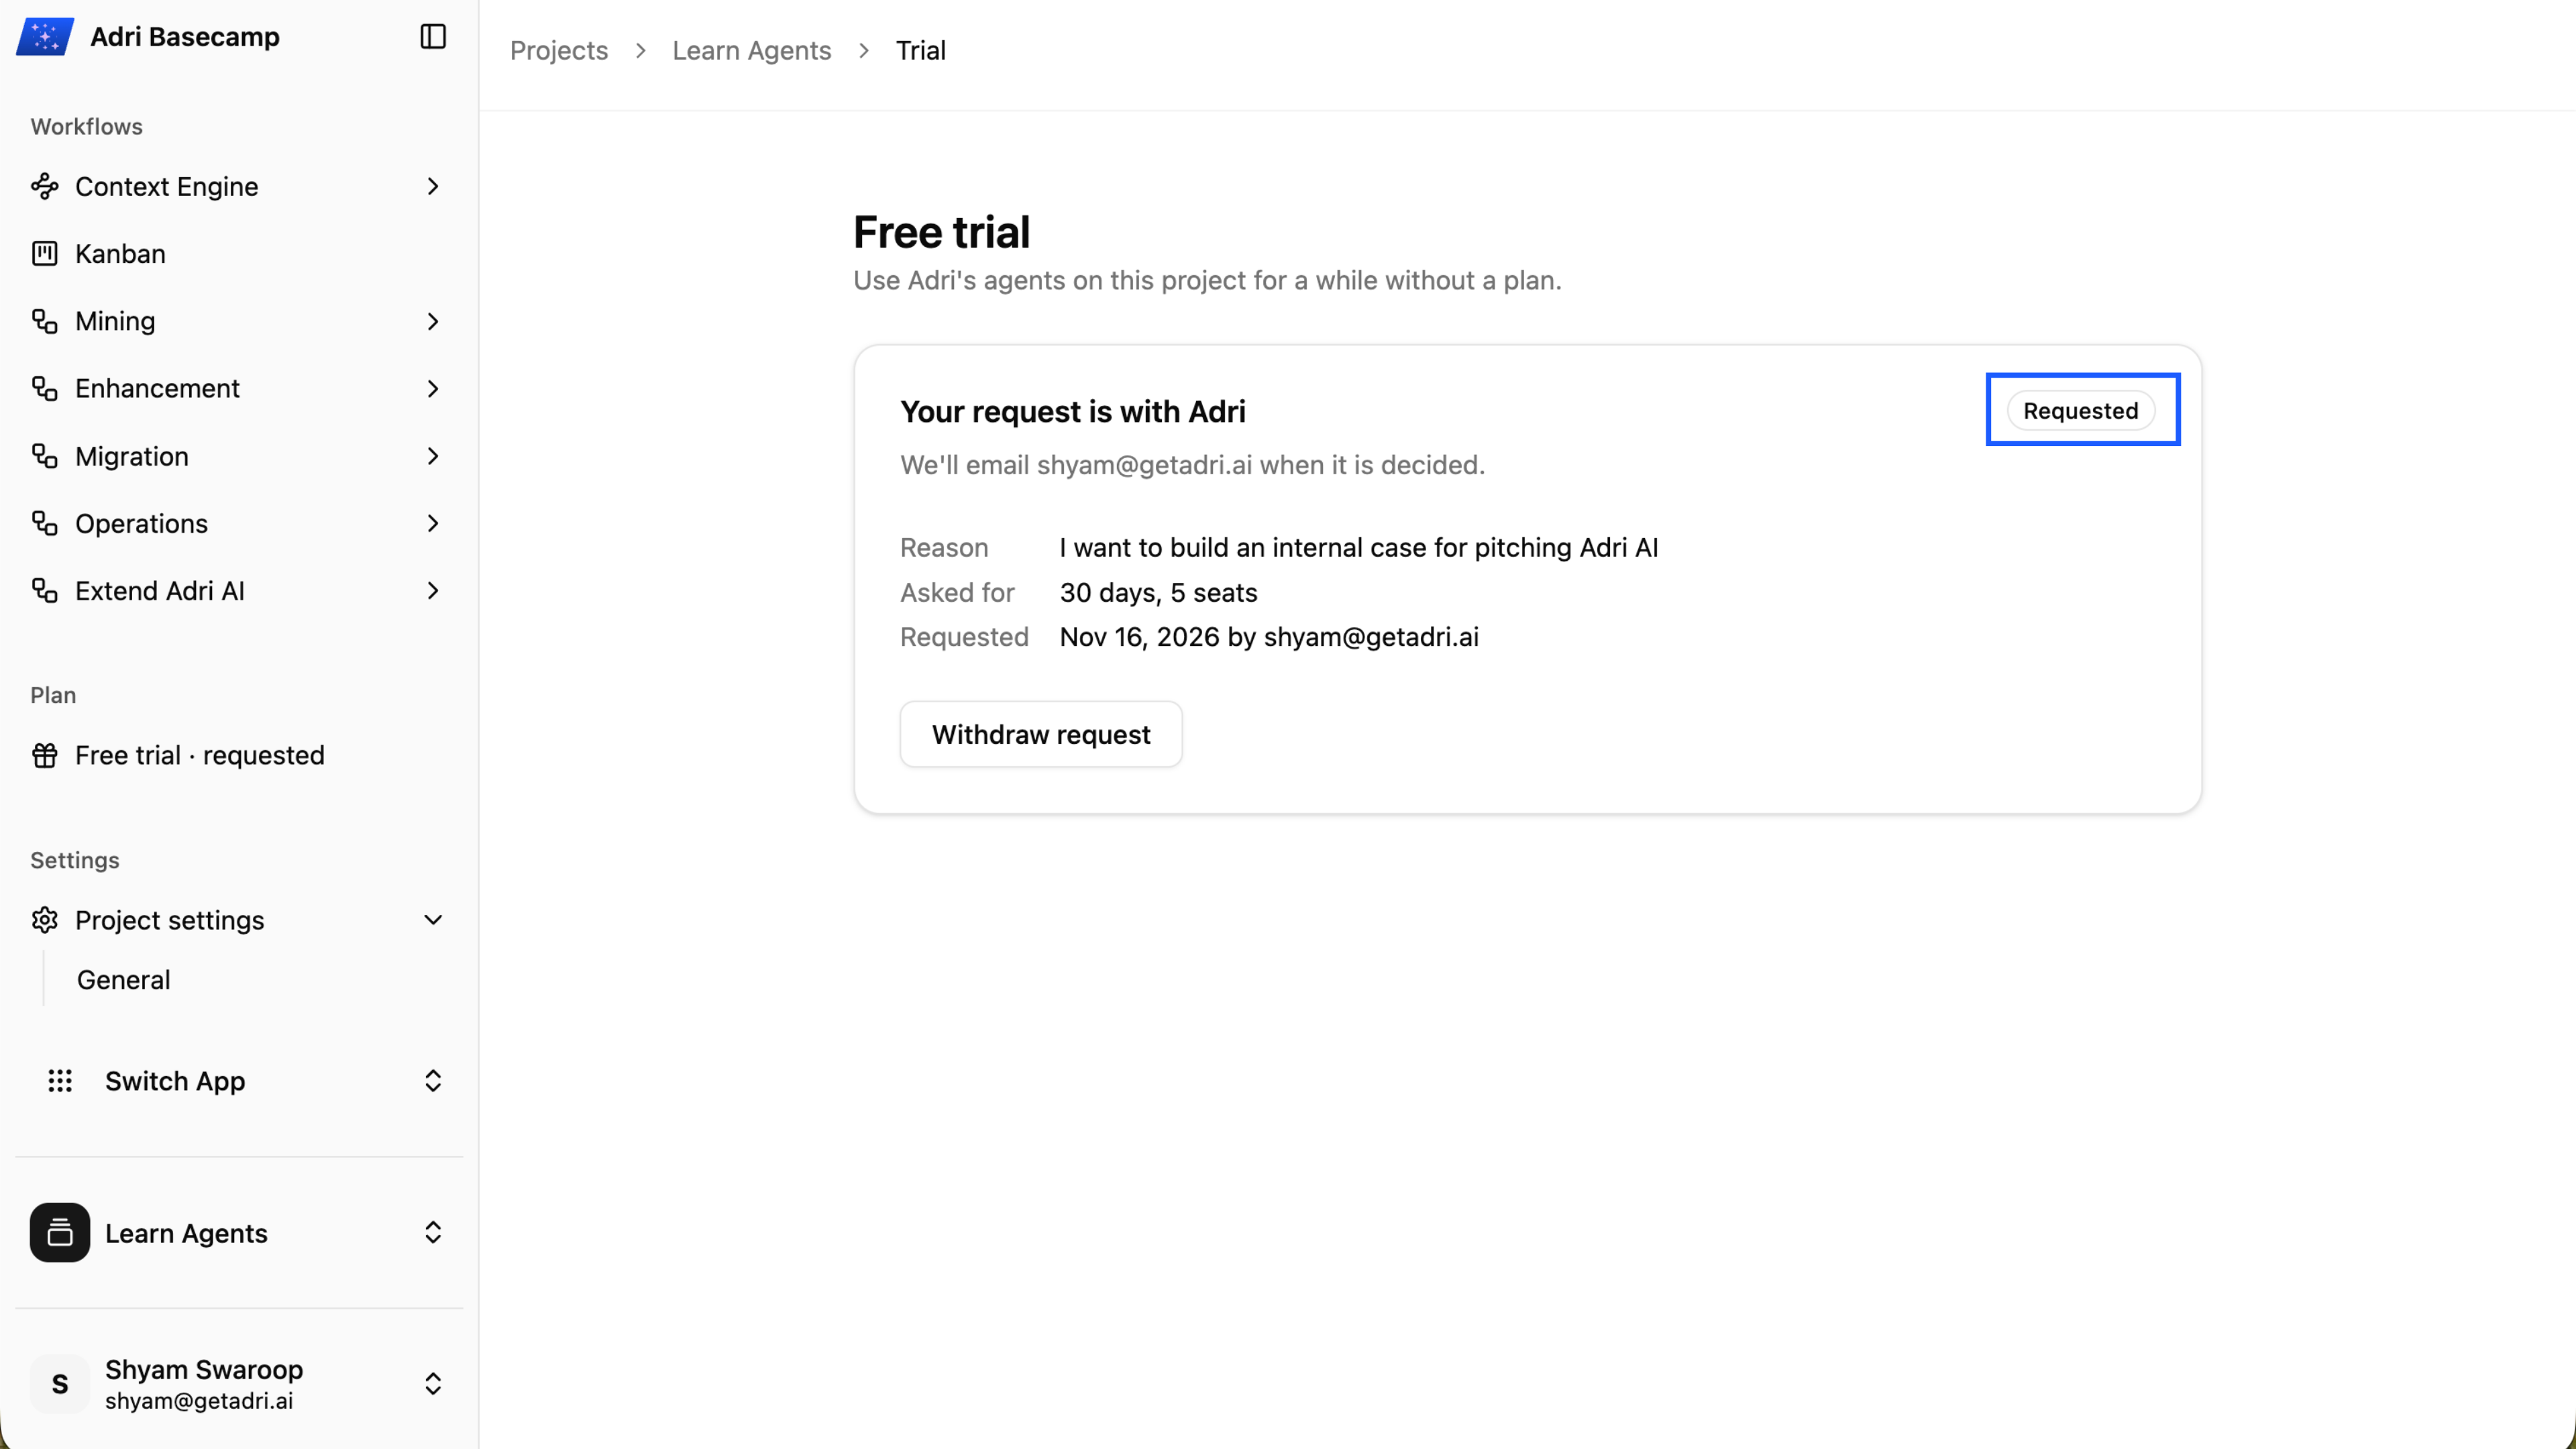 Adri Basecamp
Workflows
Context Engine
Kanban
Mining
Enhancement
Migration
Operations
Extend Adri AI
Plan
Free trial · requested
Settings
Project settings
General
Switch App
Learn Agents
S
Shyam Swaroop
shyam@getadri.ai
Projects > Learn Agents > Trial
Free trial
Use Adri's agents on this project for a while without a plan.
Your request is with Adri
Requested
We'll email shyam@getadri.ai when it is decided.
Reason I want to build an internal case for pitching Adri AI
Asked for 30 days, 5 seats
Requested Nov 16, 2026 by shyam@getadri.ai
Withdraw request